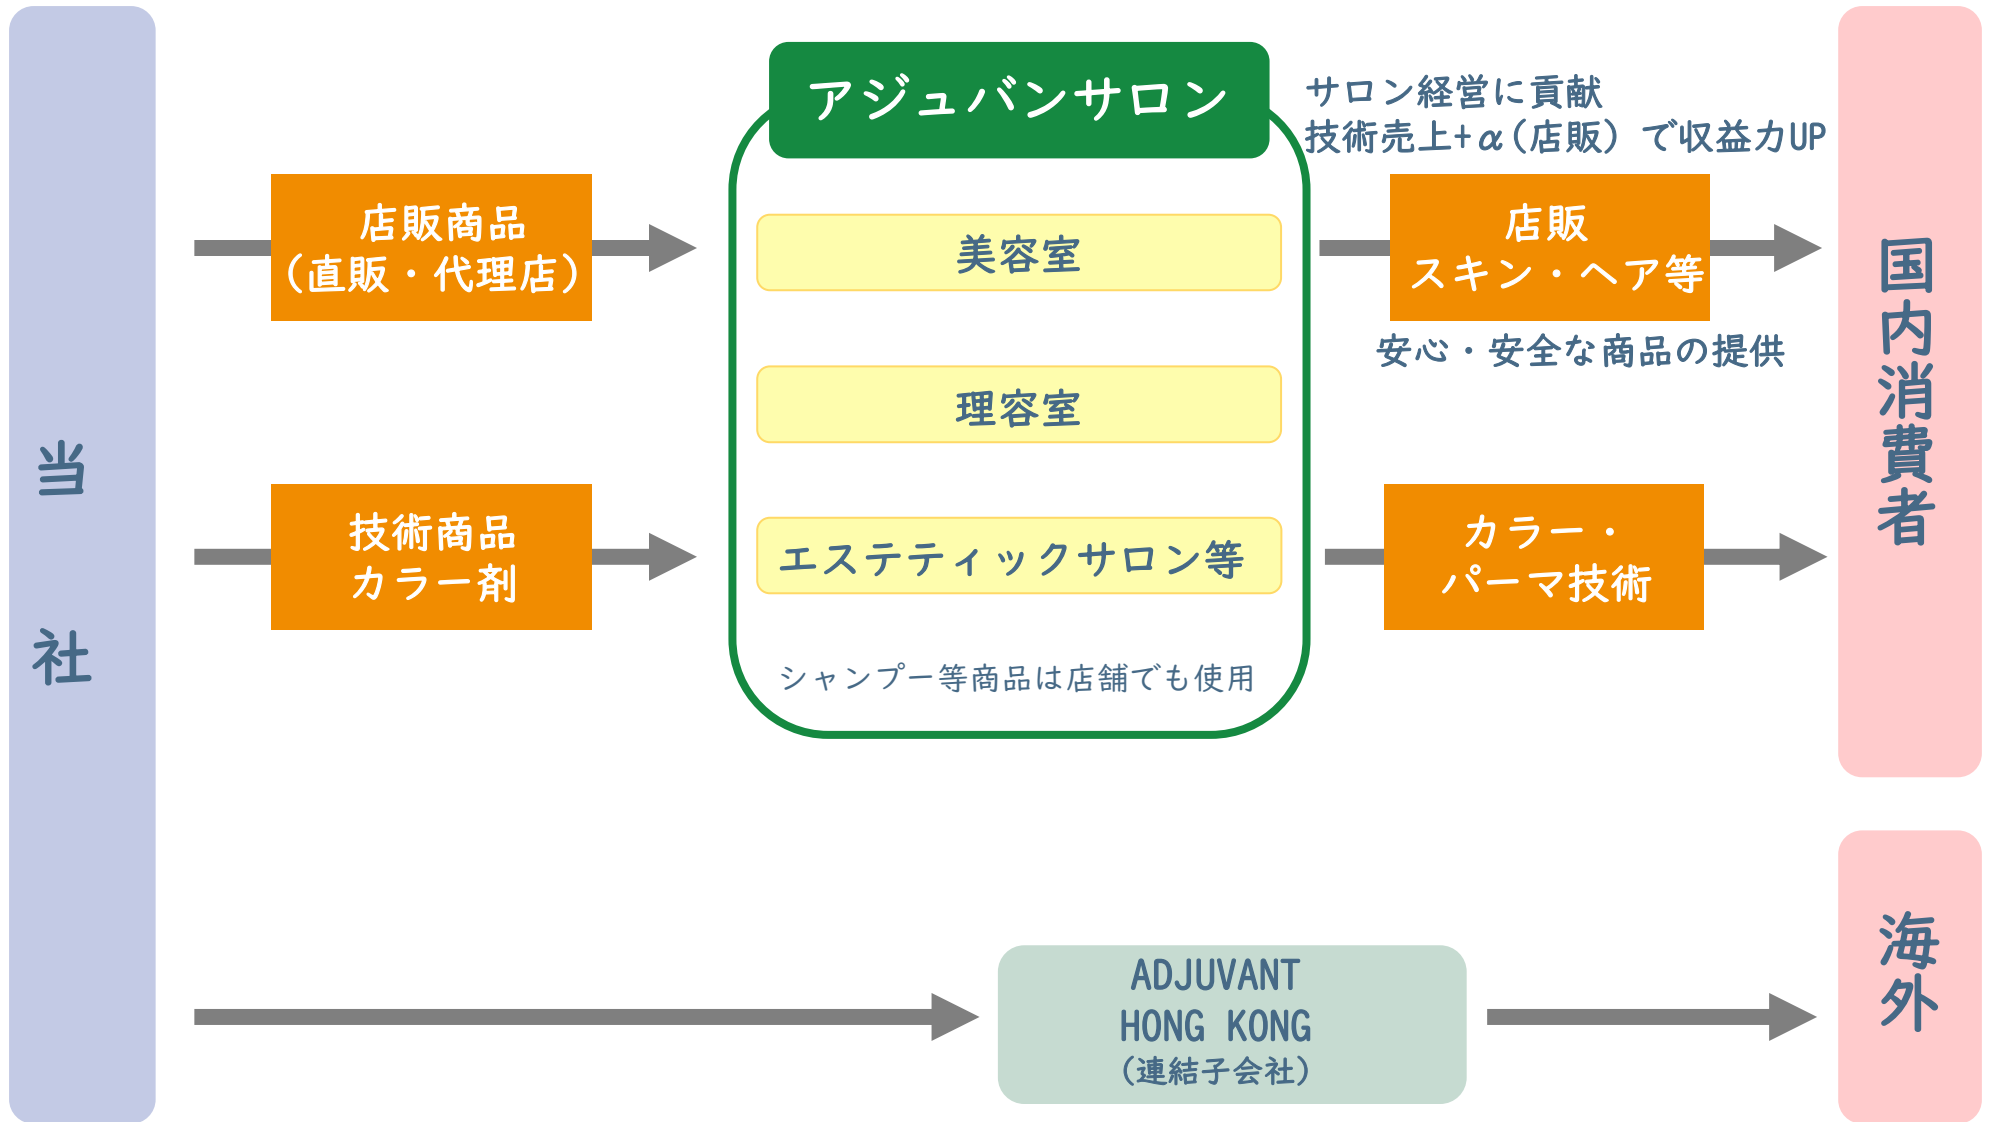 当社
店販商品
（直販・代理店）
技術商品
カラー剤
アジュバンサロン
美容室
理容室
エステティックサロン等
シャンプー等商品は店舗でも使用
サロン経営に貢献
技術売上+α(店販）で収益力UP
店販
スキン・ヘア等
安心・安全な商品の提供
カラー・
パーマ技術
国内消費者
ADJUVANT
HONG KONG
（連結子会社）
海外